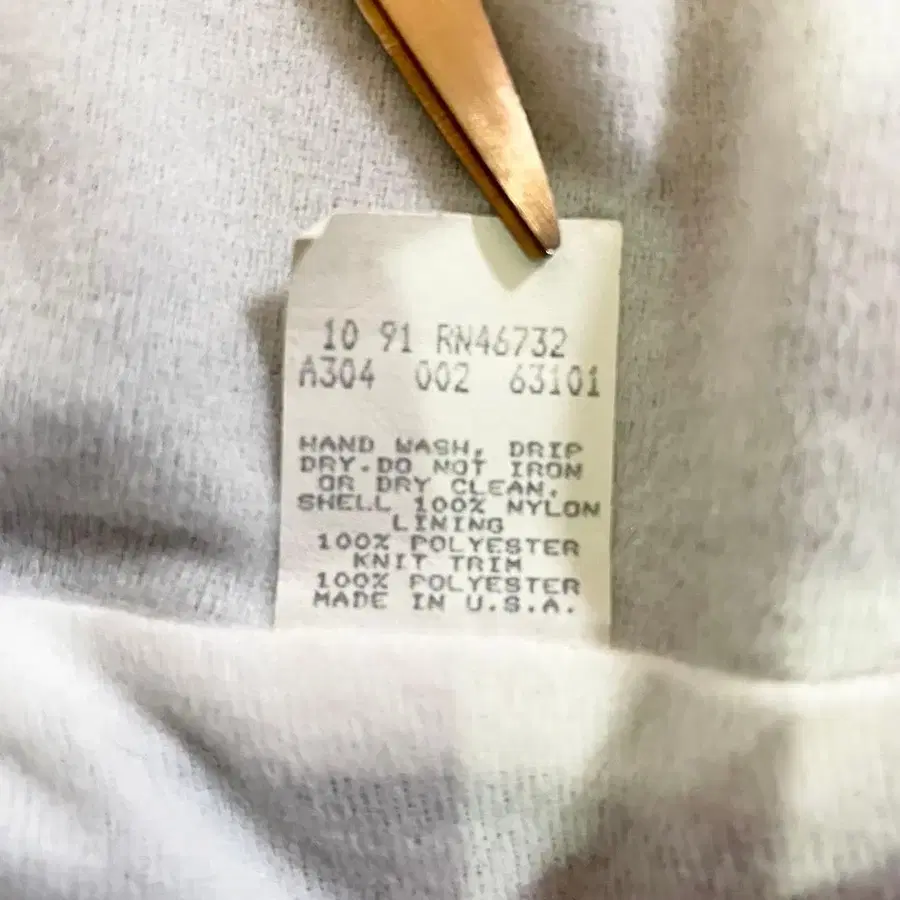 10 91 RN46732
A304 002 63101
HAND WASH, DRIP
DRY.DO NOT IRON
OR DRY CLEAN.
SHELL 100% NYLON
LINING
100% POLYESTER
KNIT TRIM
100% POLYESTER
MADE IN U.S.A.